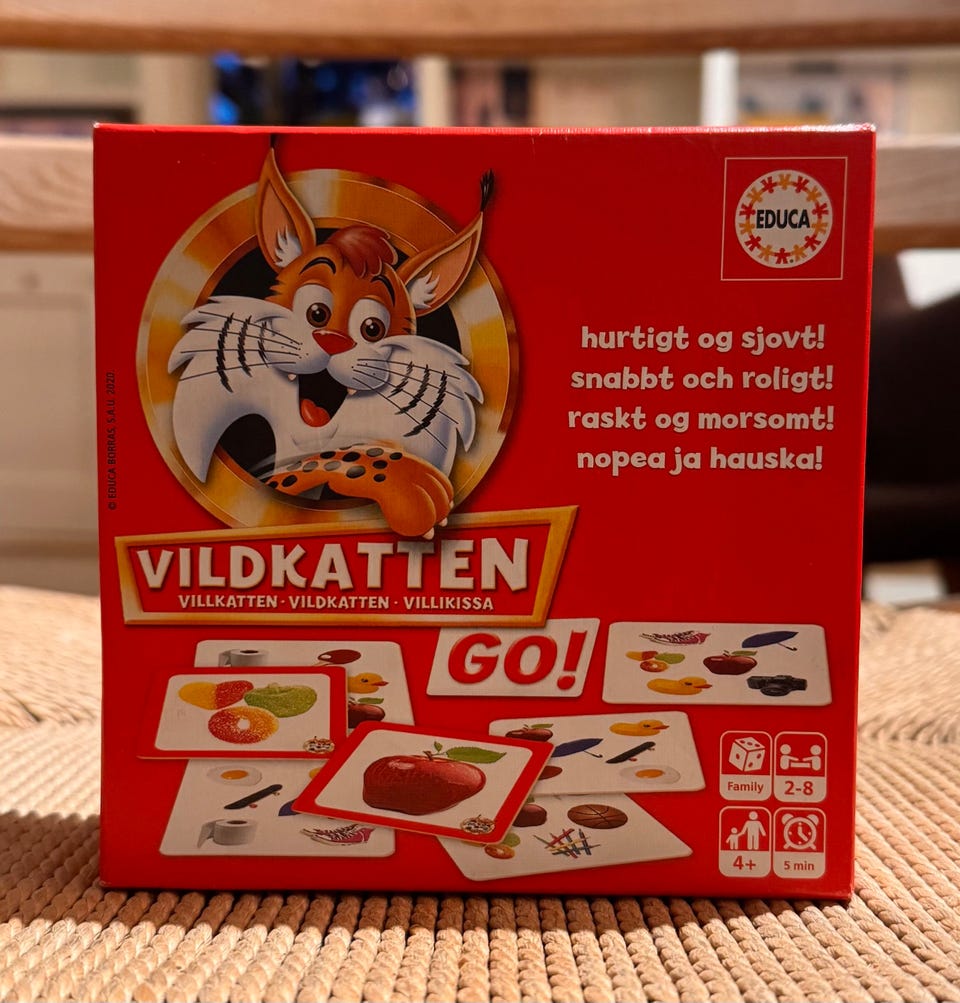 EDUCA
hurtigt og sjovt!
snabbt och roligt!
raskt og morsomt!
nopea ja hauska!
© EDUCA BORRAS, S.A.U. 2020.
VILDKATTEN
VILLKATTEN · VILDKATTEN · VILLIKISSA
GO!
Family
2-8
4+
5 min